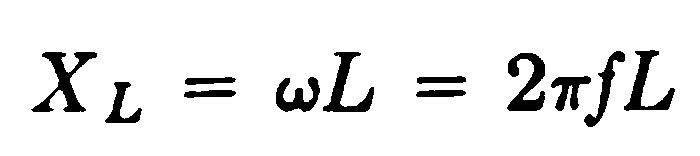 X_L = ωL = 2πfL